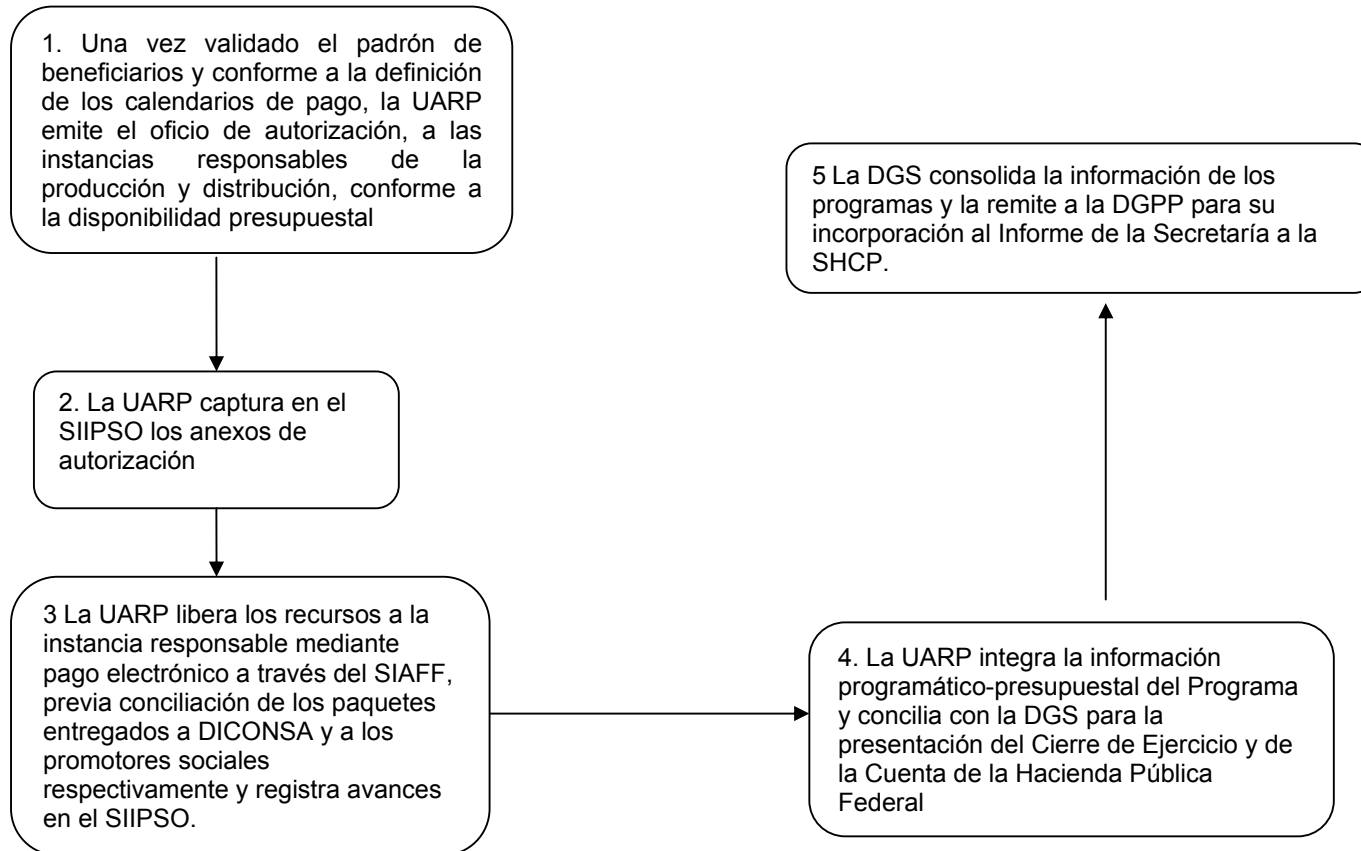 1. Una vez validado el padrón de
beneficiarios y conforme a la definición
de los calendarios de pago, la UARP
emite el oficio de autorización, a las
instancias responsables de la
producción y distribución, conforme a
la disponibilidad presupuestal
2. La UARP captura en el
SIIPSO los anexos de
autorización
3 La UARP libera los recursos a la
instancia responsable mediante
pago electrónico a través del SIAFF,
previa conciliación de los paquetes
entregados a DICONSA y a los
promotores sociales
respectivamente y registra avances
en el SIIPSO.
4. La UARP integra la información
programático-presupuestal del Programa
y concilia con la DGS para la
presentación del Cierre de Ejercicio y de
la Cuenta de la Hacienda Pública
Federal
5 La DGS consolida la información de los
programas y la remite a la DGPP para su
incorporación al Informe de la Secretaría a la
SHCP.